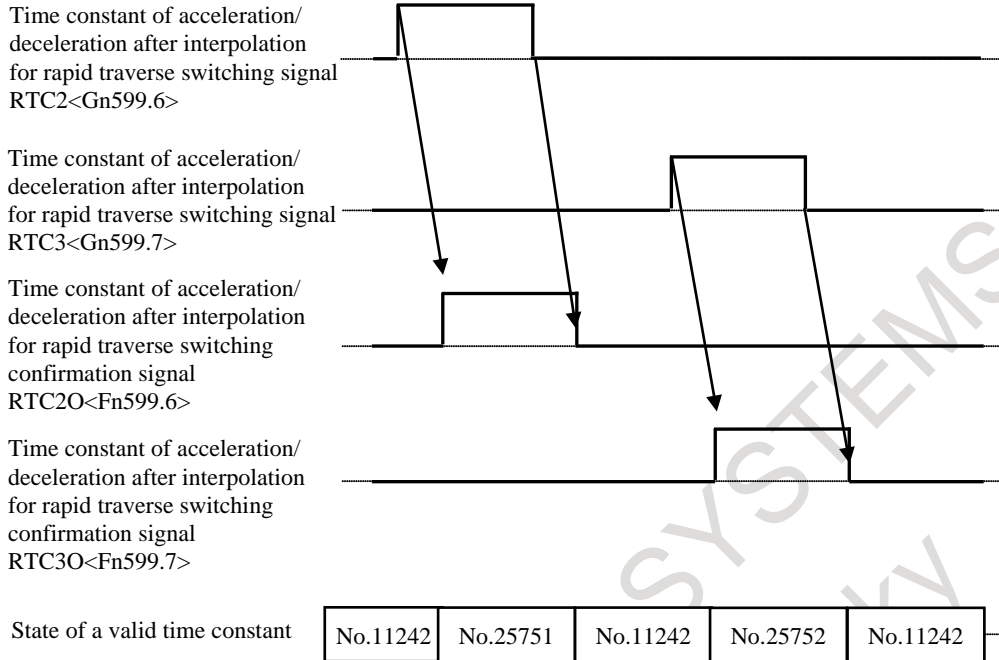 Time constant of acceleration/
deceleration after interpolation
for rapid traverse switching signal
RTC2<Gn599.6>
Time constant of acceleration/
deceleration after interpolation
for rapid traverse switching signal
RTC3<Gn599.7>
Time constant of acceleration/
deceleration after interpolation
for rapid traverse switching
confirmation signal
RTC2O<Fn599.6>
Time constant of acceleration/
deceleration after interpolation
for rapid traverse switching
confirmation signal
RTC3O<Fn599.7>
SYSTEMS
State of a valid time constant
No.11242 No.25751 No.11242 No.25752 No.11242